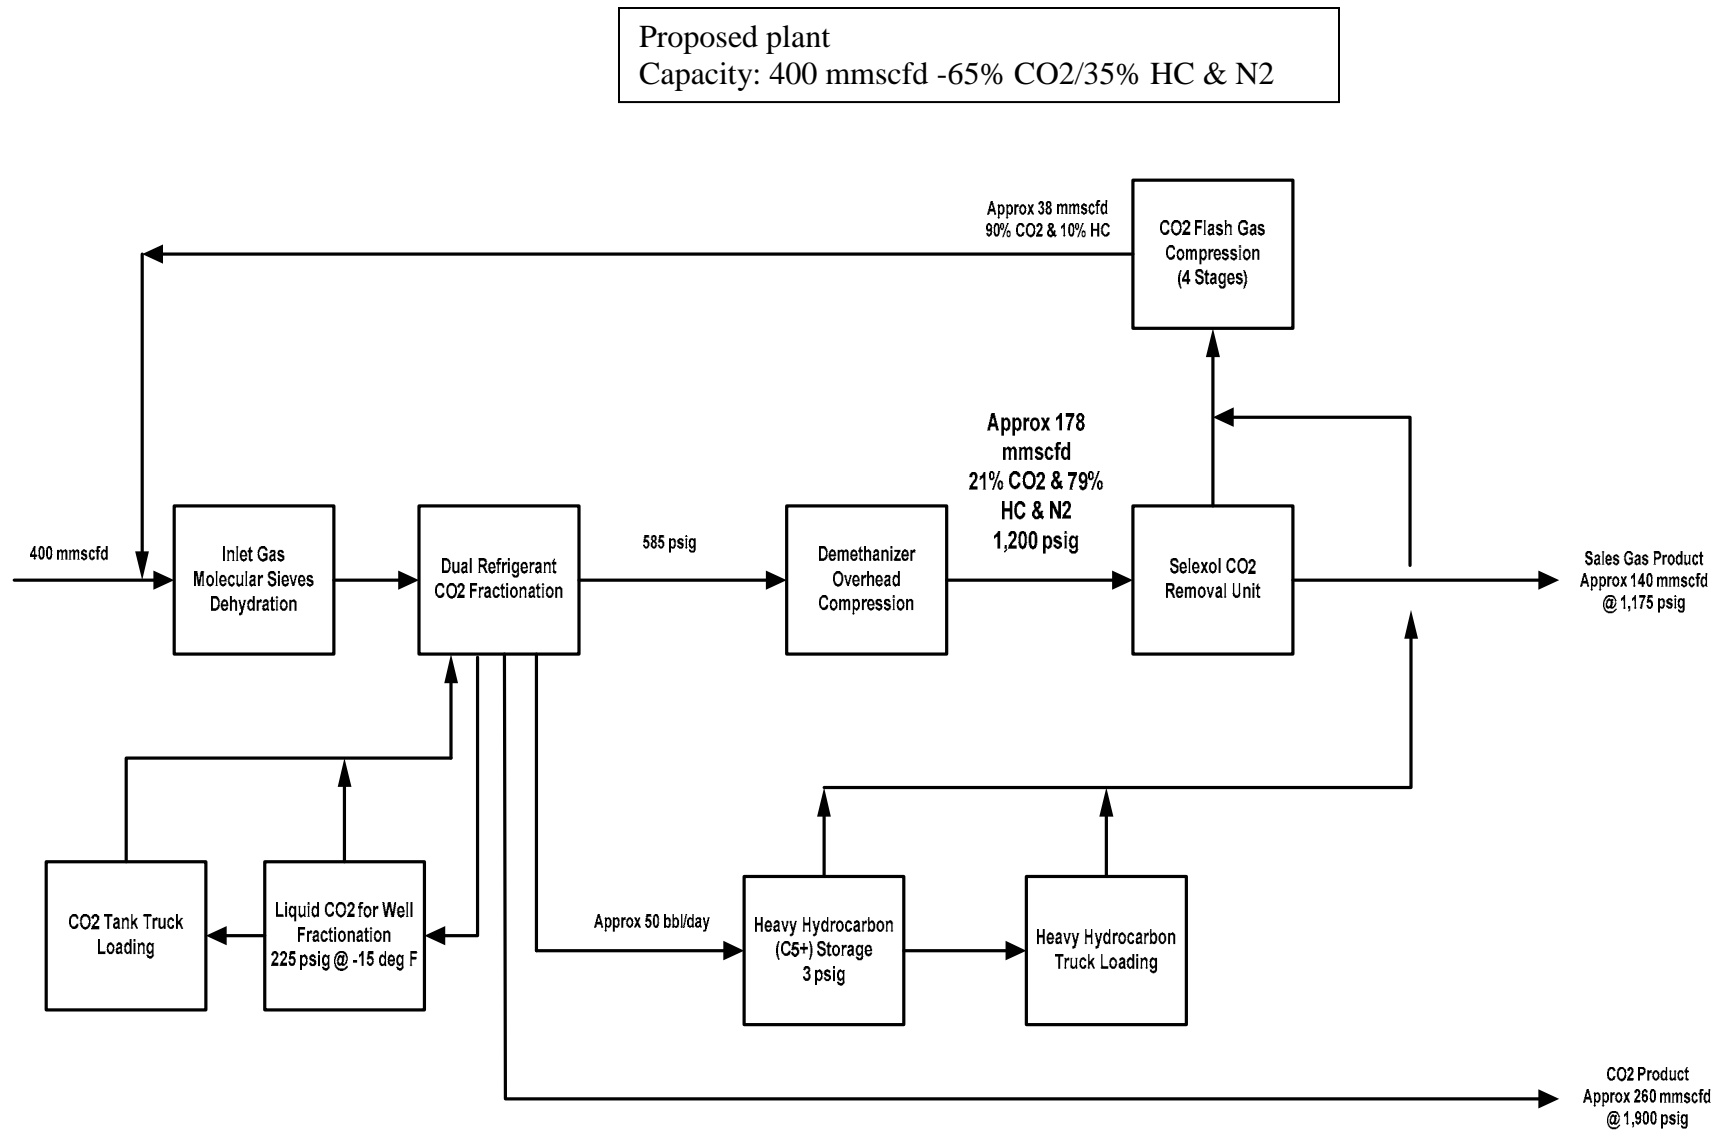 Proposed plant
Capacity: 400 mmscfd -65% CO2/35% HC & N2
Approx 38 mmscfd
90% CO2 & 10% HC
CO2 Flash Gas
Compression
(4 Stages)
Approx 178
mmscfd
21% CO2 & 79%
HC & N2
1,200 psig
400 mmscfd
Inlet Gas
Molecular Sieves
Dehydration
Dual Refrigerant
CO2 Fractionation
585 psig
Demethanizer
Overhead
Compression
Selexol CO2
Removal Unit
Sales Gas Product
Approx 140 mmscfd
@ 1,175 psig
CO2 Tank Truck
Loading
Liquid CO2 for Well
Fractionation
225 psig @ -15 deg F
Approx 50 bbl/day
Heavy Hydrocarbon
(C5+) Storage
3 psig
Heavy Hydrocarbon
Truck Loading
CO2 Product
Approx 260 mmscfd
@ 1,900 psig